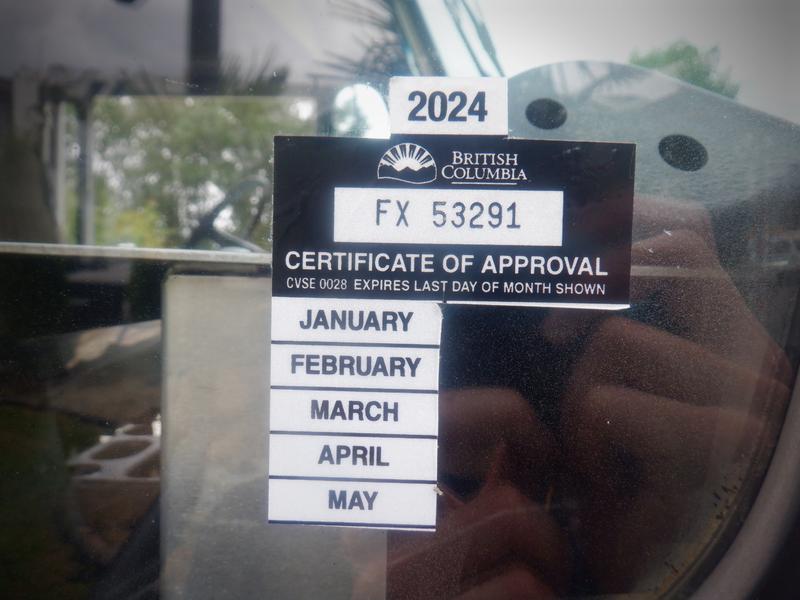 2024
BRITISH
COLUMBIA
FX 53291
CERTIFICATE OF APPROVAL
CVSE 0028 EXPIRES LAST DAY OF MONTH SHOWN
JANUARY
FEBRUARY
MARCH
APRIL
MAY